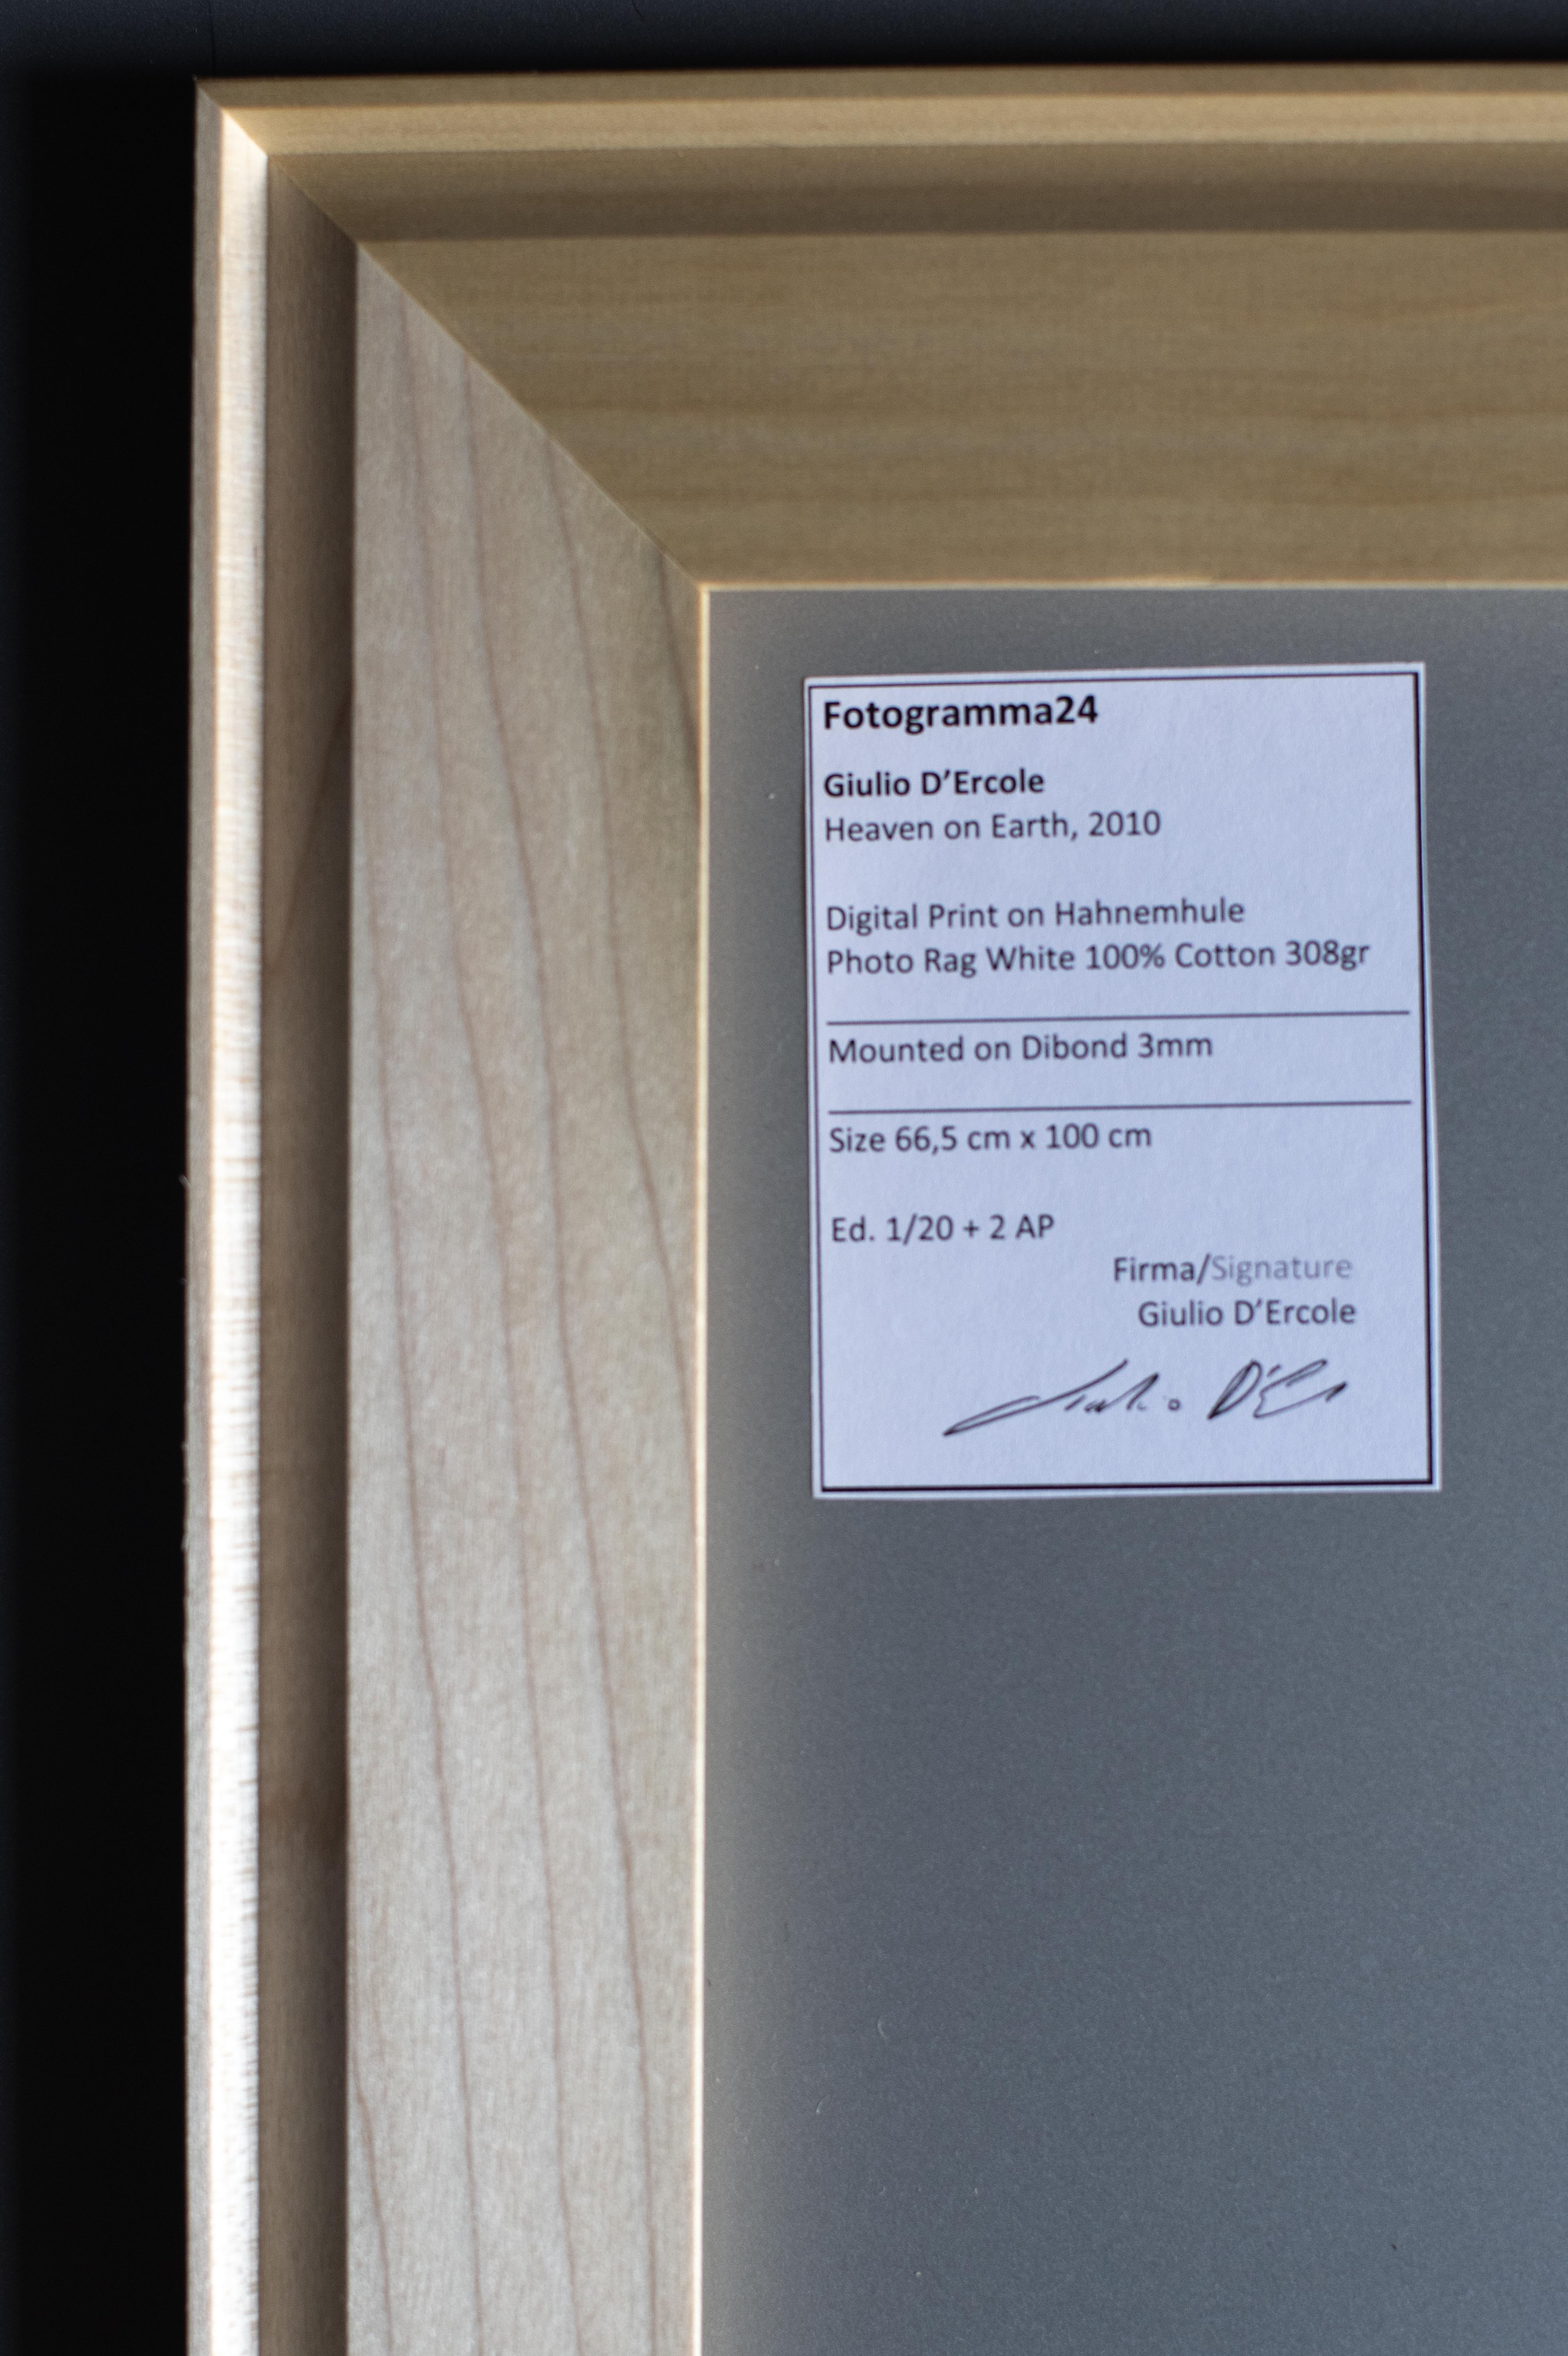 Fotogramma24
Giulio D’Ercole
Heaven on Earth, 2010
Digital Print on Hahnemhule
Photo Rag White 100% Cotton 308gr
Mounted on Dibond 3mm
Size 66,5 cm x 100 cm
Ed. 1/20 + 2 AP
Firma/Signature
Giulio D’Ercole